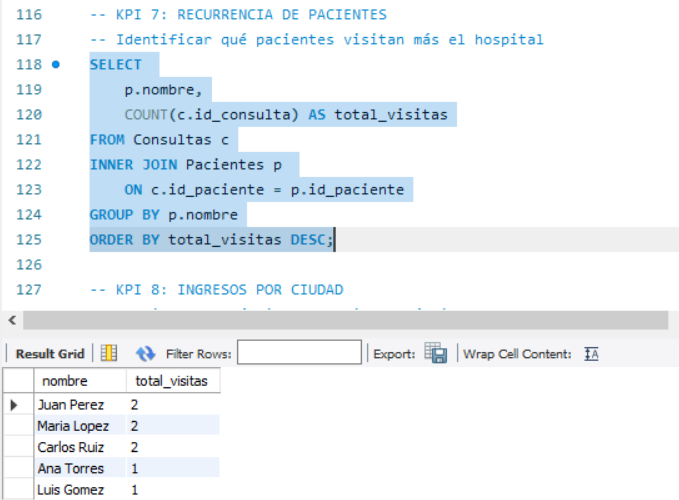 116 -- KPI 7: RECURRENCIA DE PACIENTES
117 -- Identificar qué pacientes visitan más el hospital
118 SELECT
119 p.nombre,
120 COUNT(c.id_consulta) AS total_visitas
121 FROM Consultas c
122 INNER JOIN Pacientes p
123 ON c.id_paciente = p.id_paciente
124 GROUP BY p.nombre
125 ORDER BY total_visitas DESC;
126
127 -- KPI 8: INGRESOS POR CIUDAD
Result Grid Filter Rows: Export: Wrap Cell Content: IA
nombre total_visitas
Juan Perez 2
Maria Lopez 2
Carlos Ruiz 2
Ana Torres 1
Luis Gomez 1